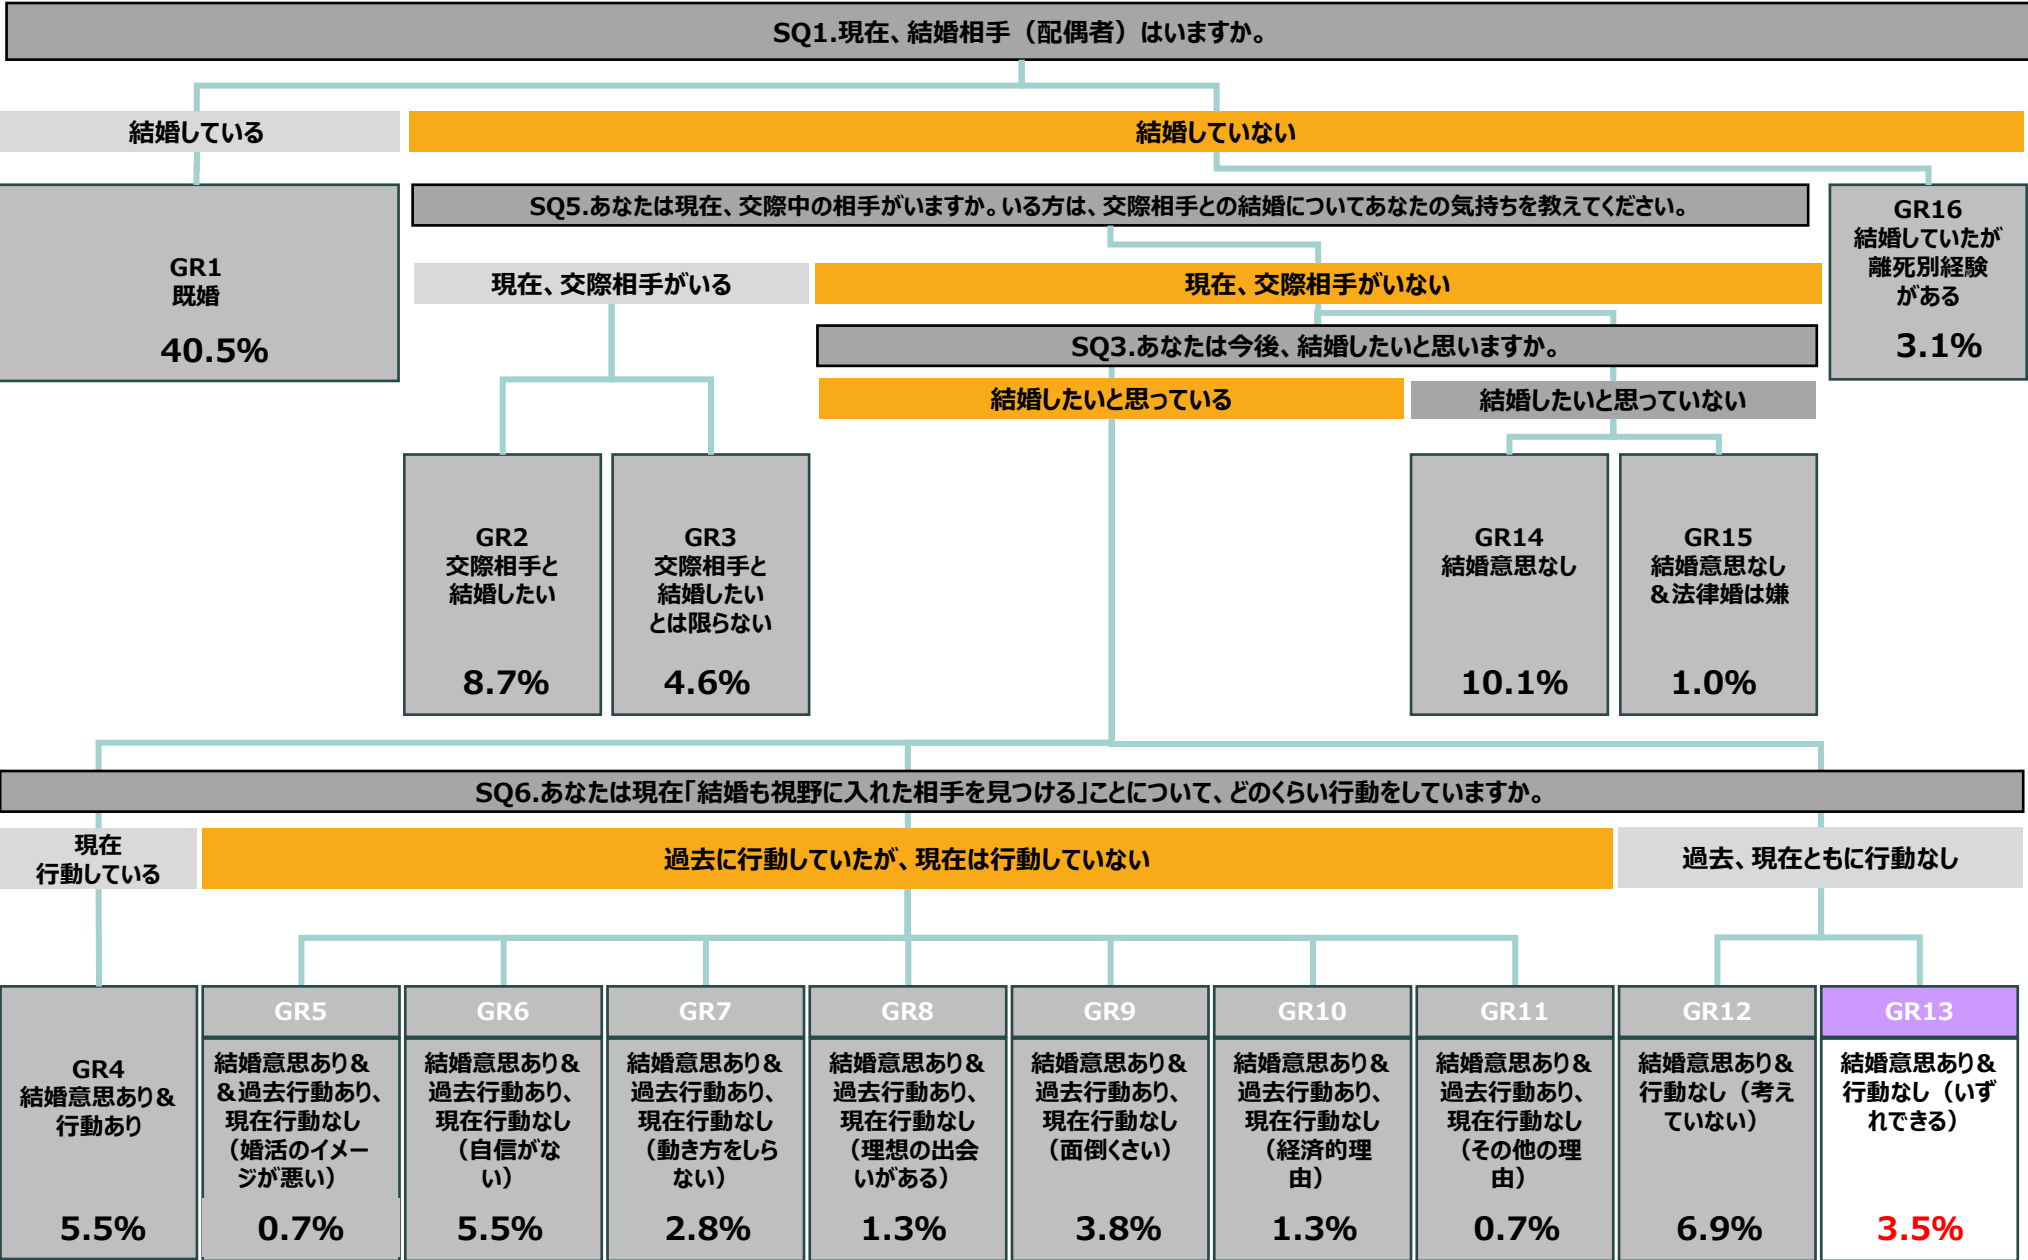 SQ1.現在、結婚相手（配偶者）はいますか。
結婚している
結婚していない
GR1
既婚
40.5%
SQ5.あなたは現在、交際中の相手がいますか。いる方は、交際相手との結婚についてあなたの気持ちを教えてください。
GR16
結婚していたが
離死別経験
がある
3.1%
現在、交際相手がいる
現在、交際相手がいない
SQ3.あなたは今後、結婚したいと思いますか。
結婚したいと思っている
結婚したいと思っていない
GR2
交際相手と
結婚したい
8.7%
GR3
交際相手と
結婚したい
とは限らない
4.6%
GR14
結婚意思なし
10.1%
GR15
結婚意思なし
＆法律婚は嫌
1.0%
SQ6.あなたは現在「結婚も視野に入れた相手を見つける」ことについて、どのくらい行動をしていますか。
現在
行動している
過去に行動していたが、現在は行動していない
過去、現在ともに行動なし
GR4
結婚意思あり＆
行動あり
5.5%
GR5
結婚意思あり＆
＆過去行動あり、
現在行動なし
（婚活のイメー
ジが悪い）
0.7%
GR6
結婚意思あり＆
過去行動あり、
現在行動なし
（自信がな
い）
5.5%
GR7
結婚意思あり＆
過去行動あり、
現在行動なし
（動き方をしら
ない）
2.8%
GR8
結婚意思あり＆
過去行動あり、
現在行動なし
（理想の出会
いがある）
1.3%
GR9
結婚意思あり＆
過去行動あり、
現在行動なし
（面倒くさい）
3.8%
GR10
結婚意思あり＆
過去行動あり、
現在行動なし
（経済的理
由）
1.3%
GR11
結婚意思あり＆
過去行動あり、
現在行動なし
（その他の理
由）
0.7%
GR12
結婚意思あり＆
行動なし（考え
ていない）
6.9%
GR13
結婚意思あり＆
行動なし（いず
れできる）
3.5%